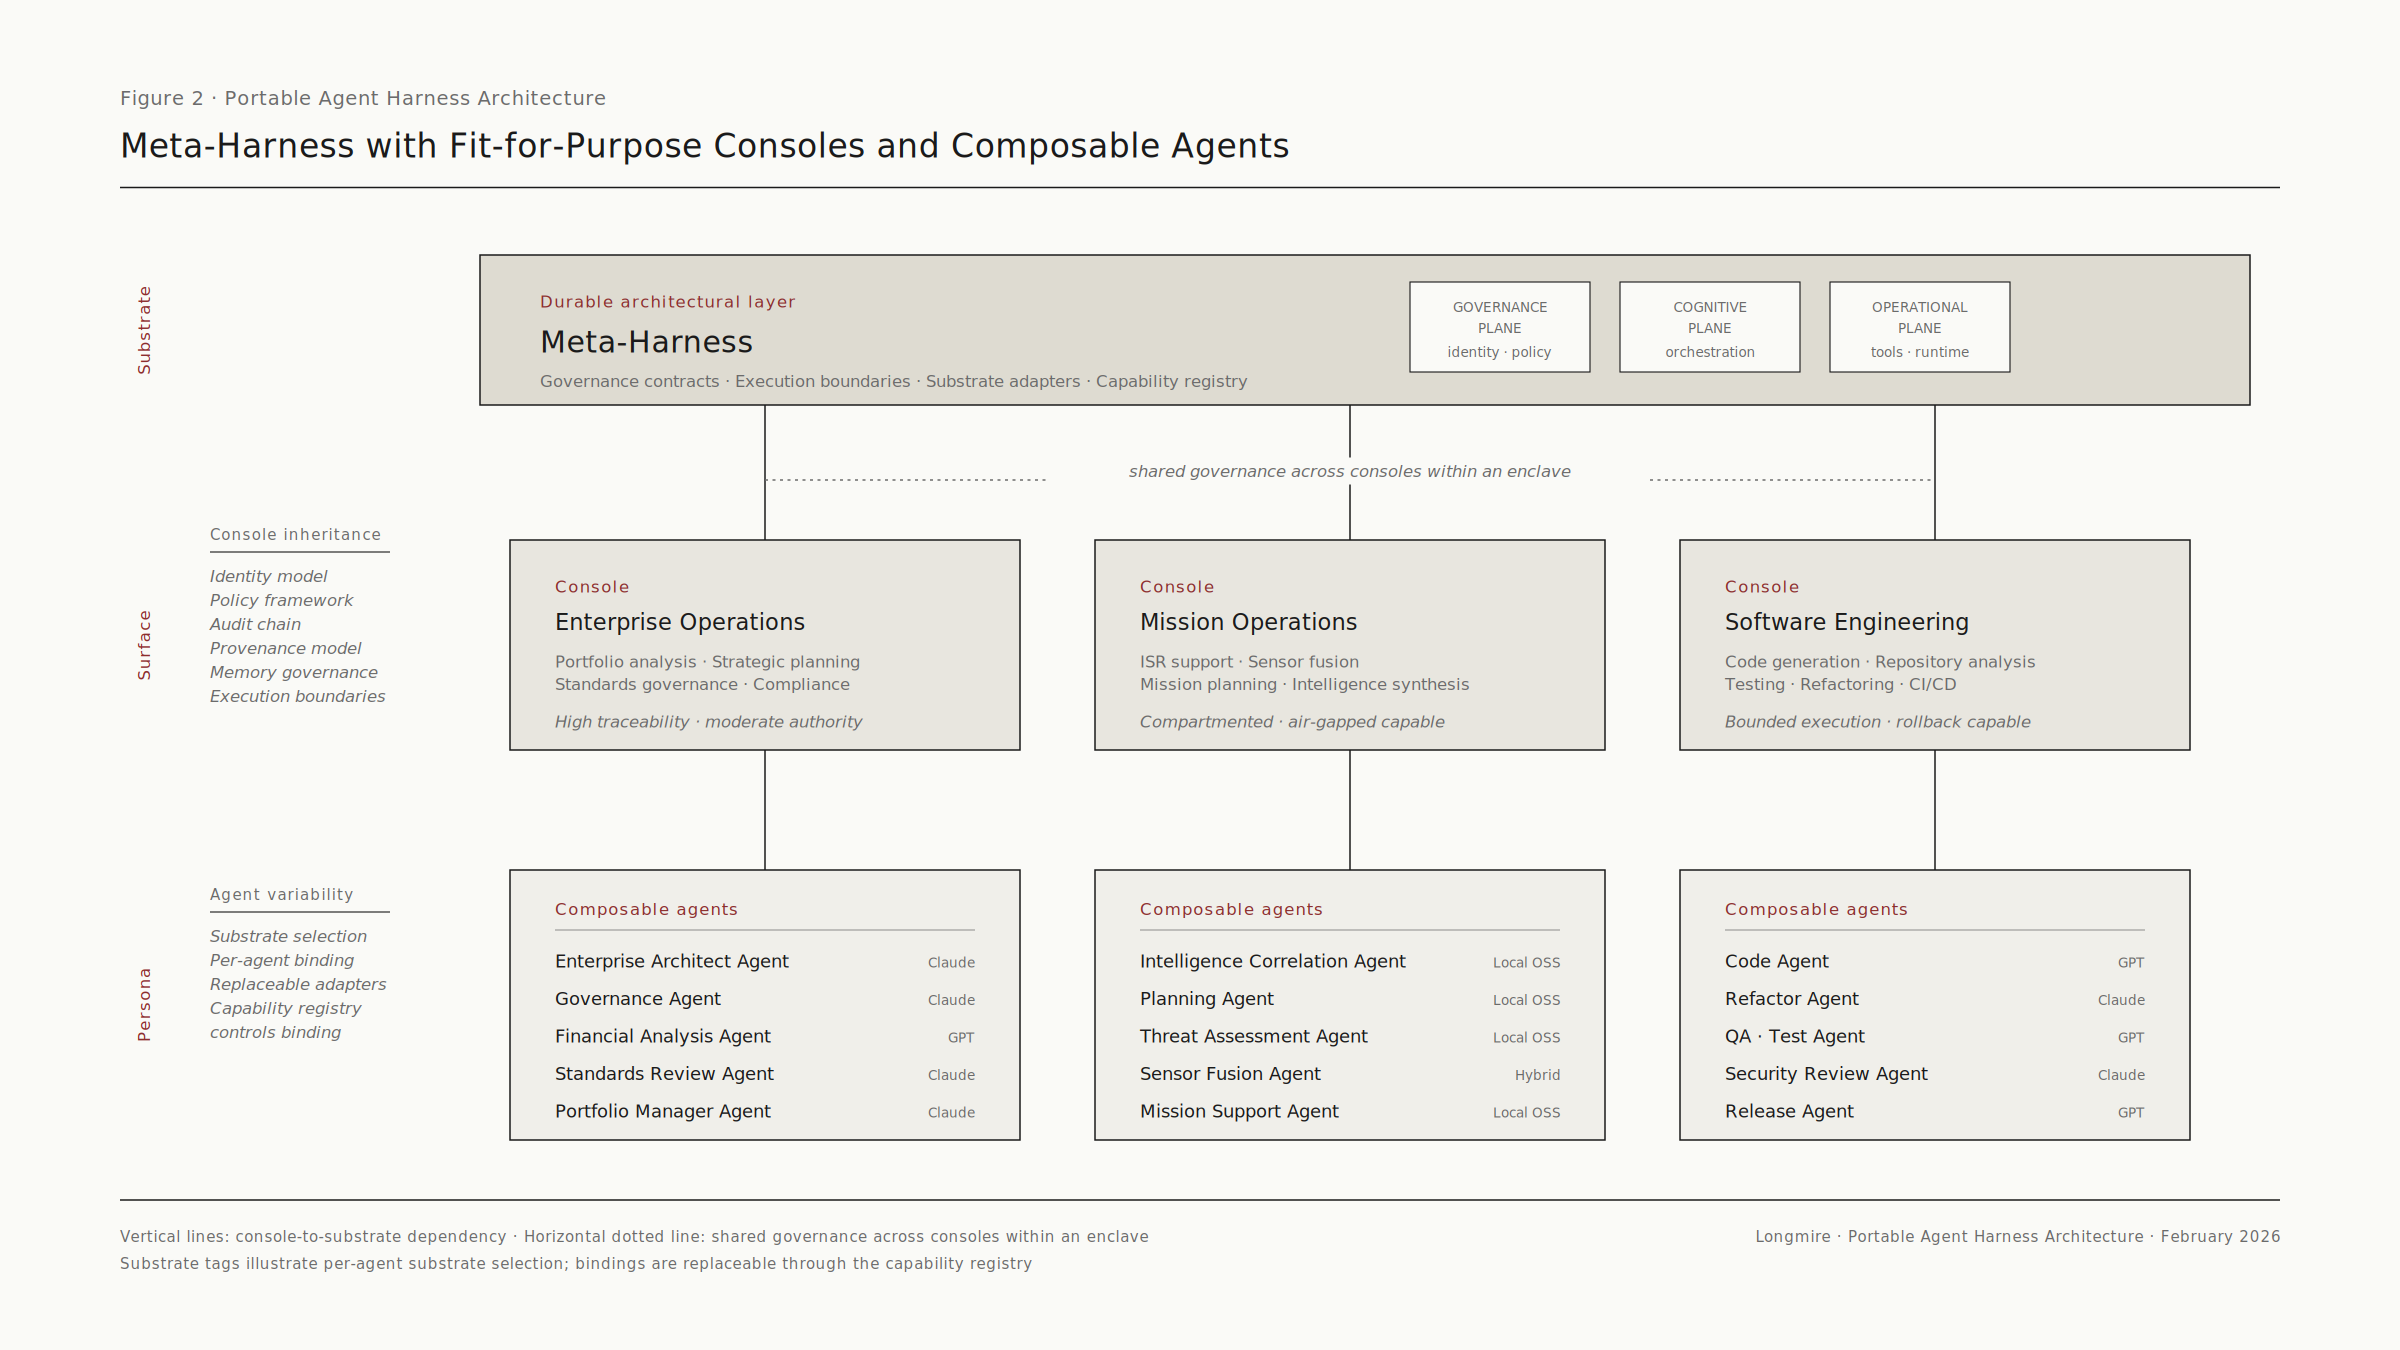 Figure 2 · Portable Agent Harness Architecture
Meta-Harness with Fit-for-Purpose Consoles and Composable Agents
Substrate
Durable architectural layer
Meta-Harness
Governance contracts · Execution boundaries · Substrate adapters · Capability registry
GOVERNANCE
PLANE
identity · policy
COGNITIVE
PLANE
orchestration
OPERATIONAL
PLANE
tools · runtime
shared governance across consoles within an enclave
Surface
Console inheritance
Identity model
Policy framework
Audit chain
Provenance model
Memory governance
Execution boundaries
Console
Enterprise Operations
Portfolio analysis · Strategic planning
Standards governance · Compliance
High traceability · moderate authority
Console
Mission Operations
ISR support · Sensor fusion
Mission planning · Intelligence synthesis
Compartmented · air-gapped capable
Console
Software Engineering
Code generation · Repository analysis
Testing · Refactoring · CI/CD
Bounded execution · rollback capable
Persona
Agent variability
Substrate selection
Per-agent binding
Replaceable adapters
Capability registry
controls binding
Composable agents
Enterprise Architect Agent Claude
Governance Agent Claude
Financial Analysis Agent GPT
Standards Review Agent Claude
Portfolio Manager Agent Claude
Composable agents
Intelligence Correlation Agent Local OSS
Planning Agent Local OSS
Threat Assessment Agent Local OSS
Sensor Fusion Agent Hybrid
Mission Support Agent Local OSS
Composable agents
Code Agent GPT
Refactor Agent Claude
QA · Test Agent GPT
Security Review Agent Claude
Release Agent GPT
Vertical lines: console-to-substrate dependency · Horizontal dotted line: shared governance across consoles within an enclave
Substrate tags illustrate per-agent substrate selection; bindings are replaceable through the capability registry
Longmire · Portable Agent Harness Architecture · February 2026